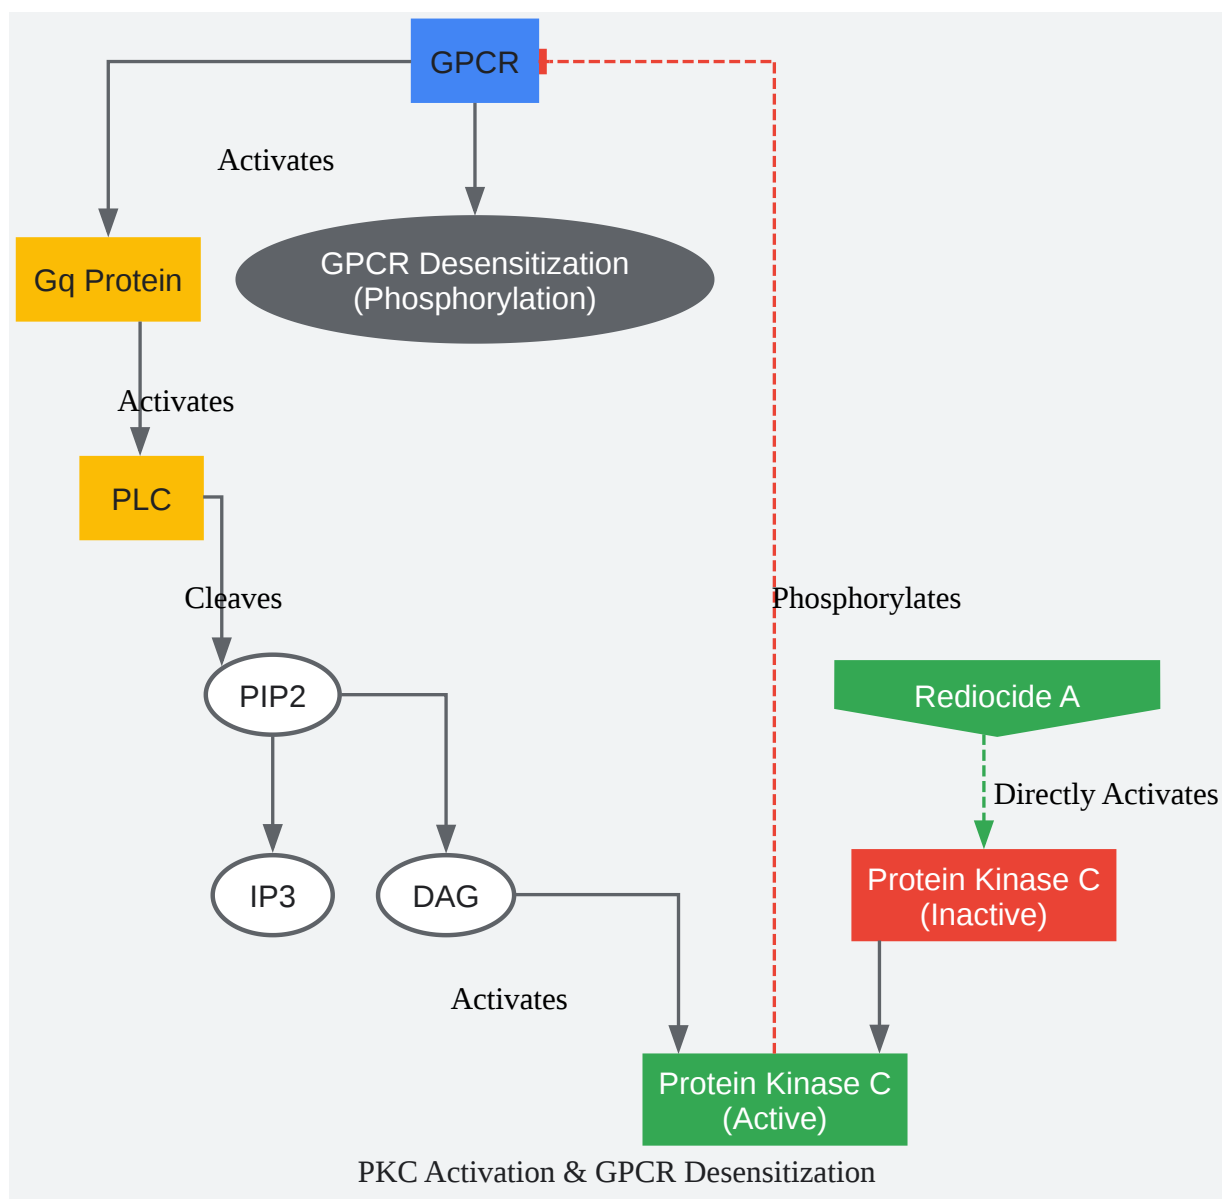 GPCR
Activates
GPCR Desensitization
(Phosphorylation)
Gq Protein
Activates
PLC
Cleaves
Phosphorylates
PIP2
Rediocide A
Directly Activates
IP3
DAG
Protein Kinase C
(Inactive)
Activates
Protein Kinase C
(Active)
PKC Activation & GPCR Desensitization